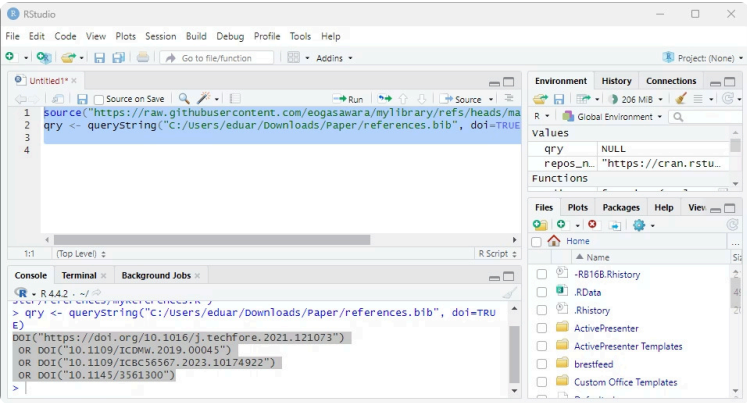 RStudio
File Edit Code View Plots Session Build Debug Profile Tools Help
Go to file/function Addins Project: (None)
Untitled1*
Source on Save Run Source
1 source("https://raw.githubusercontent.com/eogasawara/mylibrary/refs/heads/ma
2 qry <- queryString("C:/Users/eduar/Downloads/Paper/references.bib", doi=TRUE
3
4
1:1 (Top Level) R Script
Console Terminal Background Jobs
R 4.4.2 · ~/
ster/references/myReferences.R")
> qry <- queryString("C:/Users/eduar/Downloads/Paper/references.bib", doi=TRU
E)
DOI("https://doi.org/10.1016/j.techfore.2021.121073")
OR DOI("10.1109/ICDMW.2019.00045")
OR DOI("10.1109/ICBC56567.2023.10174922")
OR DOI("10.1145/3561300")
>
Environment History Connections
206 MiB
R Global Environment
Values
qry NULL
repos_n… "https://cran.rstu…
Functions
Files Plots Packages Help View
Home ...
Name Siz
-RB16B.Rhistory
.RData 45
.Rhistory 2
ActivePresenter
ActivePresenter Templates
brestfeed
Custom Office Templates